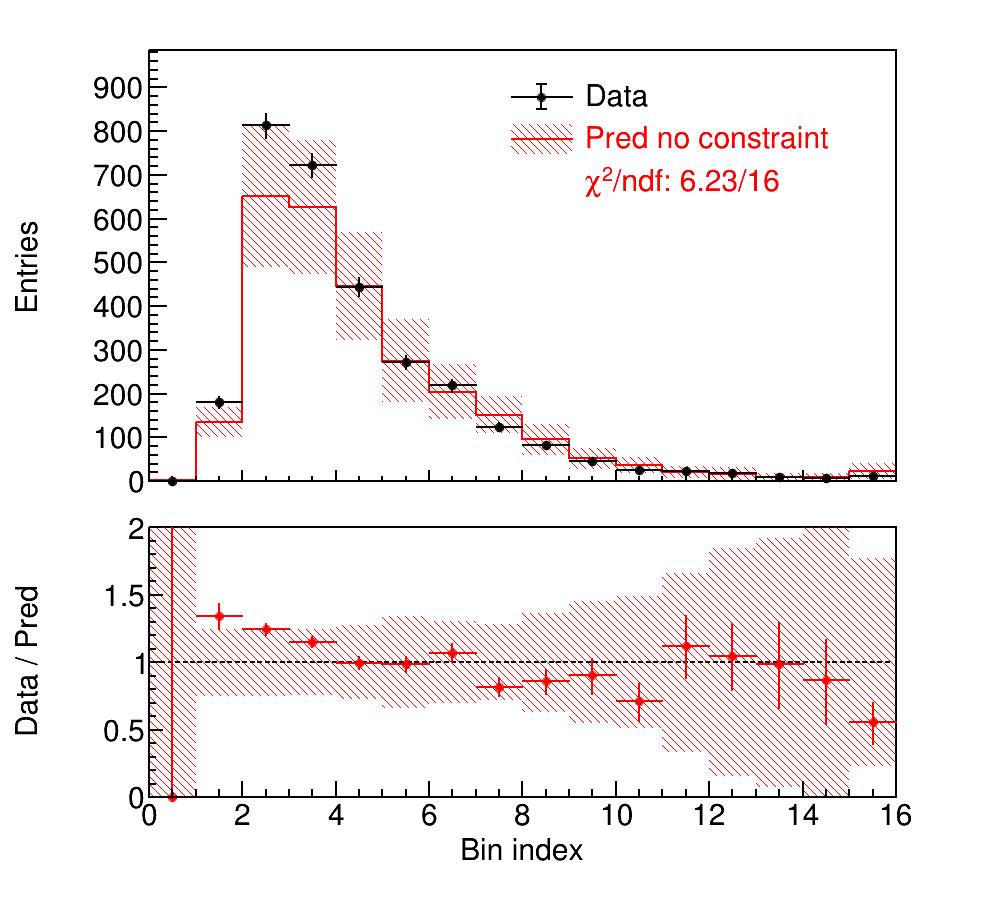 900
800
700
600
500
400
300
200
100
0
Entries
Data
Pred no constraint
χ²/ndf: 6.23/16
2
1.5
1
0.5
0
Data / Pred
0 2 4 6 8 10 12 14 16
Bin index